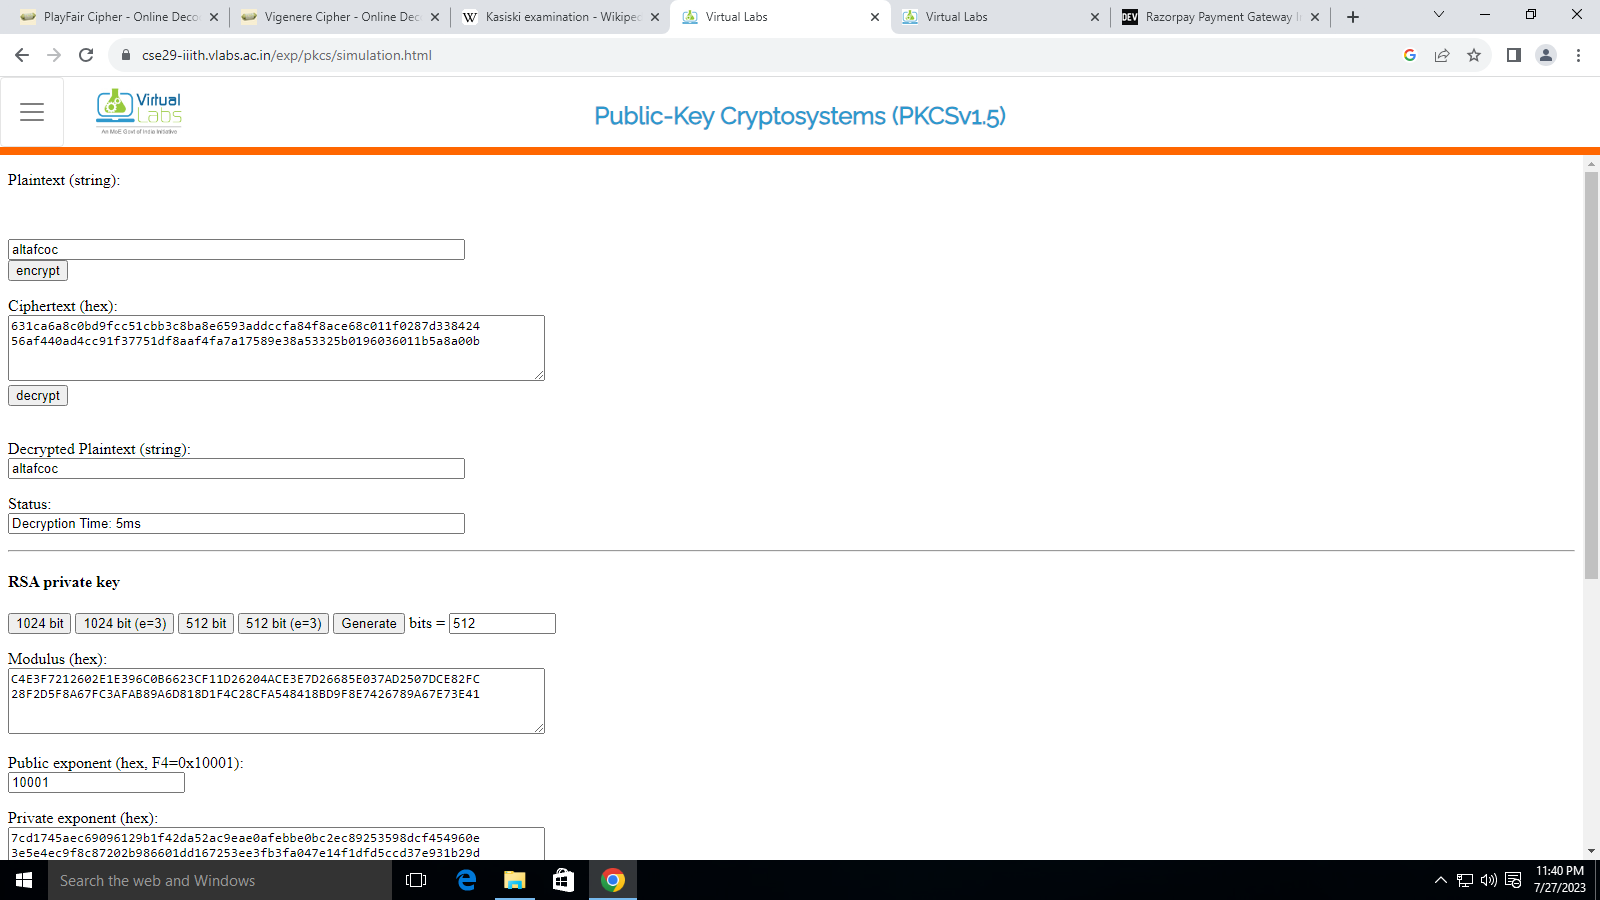 PlayFair Cipher - Online Deco
Vigenere Cipher - Online Dec
Kasiski examination - Wikiped
Virtual Labs
Virtual Labs
DEV
Razorpay Payment Gateway I
cse29-iiith.vlabs.ac.in/exp/pkcs/simulation.html
Virtual
Labs
An MoE Govt of India Initiative
Public-Key Cryptosystems (PKCSv1.5)
Plaintext (string):
altafcoc
encrypt
Ciphertext (hex):
631ca6a8c0bd9fcc51cbb3c8ba8e6593addccfa84f8ace68c011f0287d338424
56af440ad4cc91f37751df8aaf4fa7a17589e38a53325b0196036011b5a8a00b
decrypt
Decrypted Plaintext (string):
altafcoc
Status:
Decryption Time: 5ms
RSA private key
1024 bit 1024 bit (e=3) 512 bit 512 bit (e=3) Generate bits = 512
Modulus (hex):
C4E3F7212602E1E396C0B6623CF11D26204ACE3E7D26685E037AD2507DCE82FC
28F2D5F8A67FC3AFAB89A6D818D1F4C28CFA548418BD9F8E7426789A67E73E41
Public exponent (hex, F4=0x10001):
10001
Private exponent (hex):
7cd1745aec69096129b1f42da52ac9eae0afebbe0bc2ec89253598dcf454960e
3e5e4ec9f8c87202b986601dd167253ee3fb3fa047e14f1dfd5ccd37e931b29d
Search the web and Windows
11:40 PM
7/27/2023